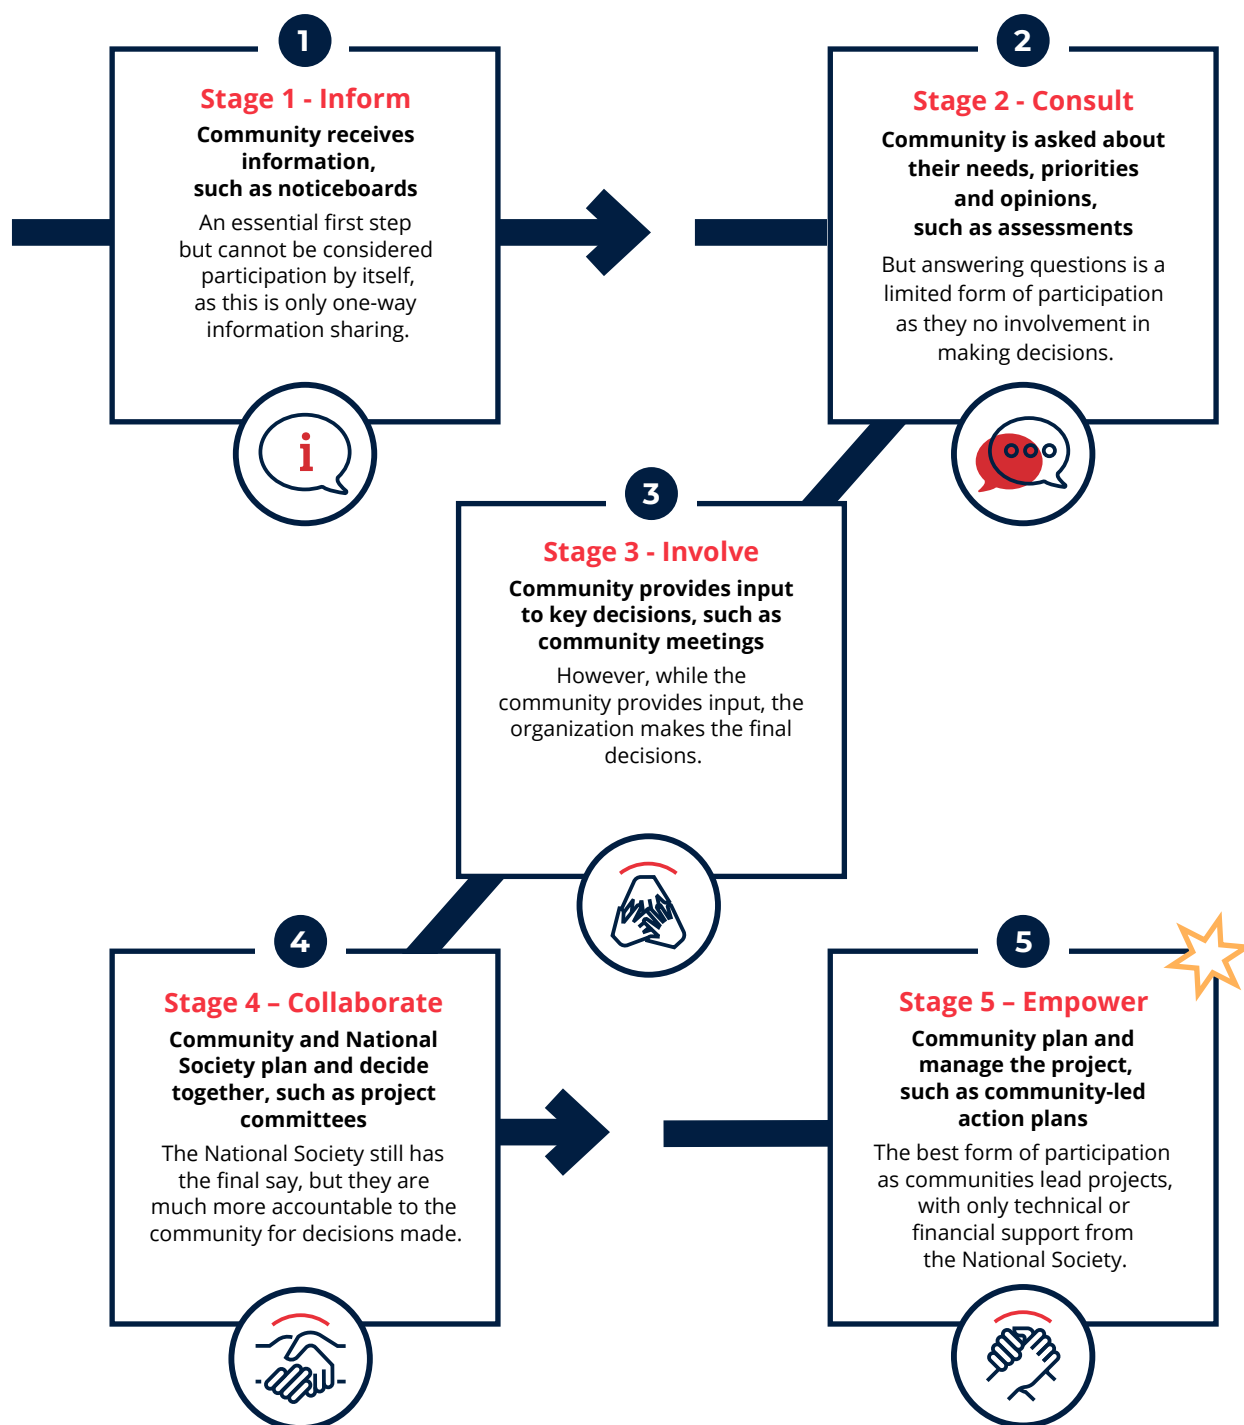 1
Stage 1 - Inform
Community receives
information,
such as noticeboards
An essential first step
but cannot be considered
participation by itself,
as this is only one-way
information sharing.
i
2
Stage 2 - Consult
Community is asked about
their needs, priorities
and opinions,
such as assessments
But answering questions is a
limited form of participation
as they no involvement in
making decisions.
3
Stage 3 - Involve
Community provides input
to key decisions, such as
community meetings
However, while the
community provides input, the
organization makes the final
decisions.
4
Stage 4 – Collaborate
Community and National
Society plan and decide
together, such as project
committees
The National Society still has
the final say, but they are
much more accountable to the
community for decisions made.
5
Stage 5 – Empower
Community plan and
manage the project,
such as community-led
action plans
The best form of participation
as communities lead projects,
with only technical or
financial support from
the National Society.